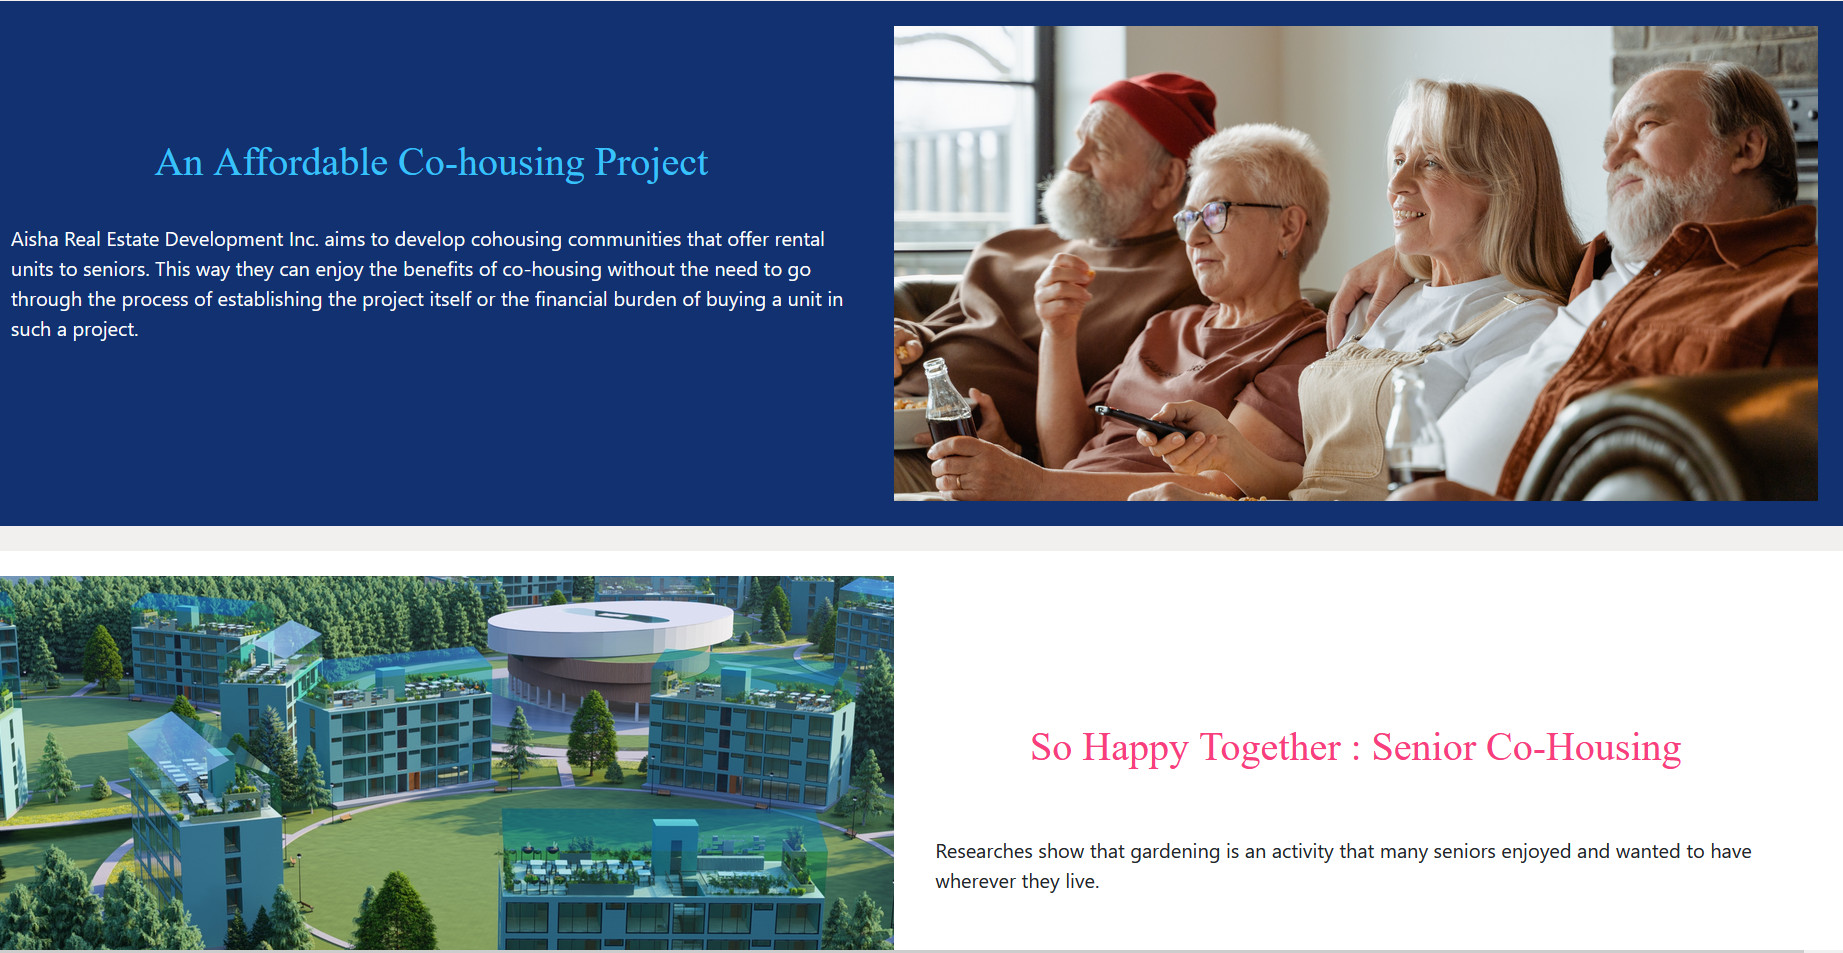 An Affordable Co-housing Project
Aisha Real Estate Development Inc. aims to develop cohousing communities that offer rental
units to seniors. This way they can enjoy the benefits of co-housing without the need to go
through the process of establishing the project itself or the financial burden of buying a unit in
such a project.
So Happy Together : Senior Co-Housing
Researches show that gardening is an activity that many seniors enjoyed and wanted to have
wherever they live.